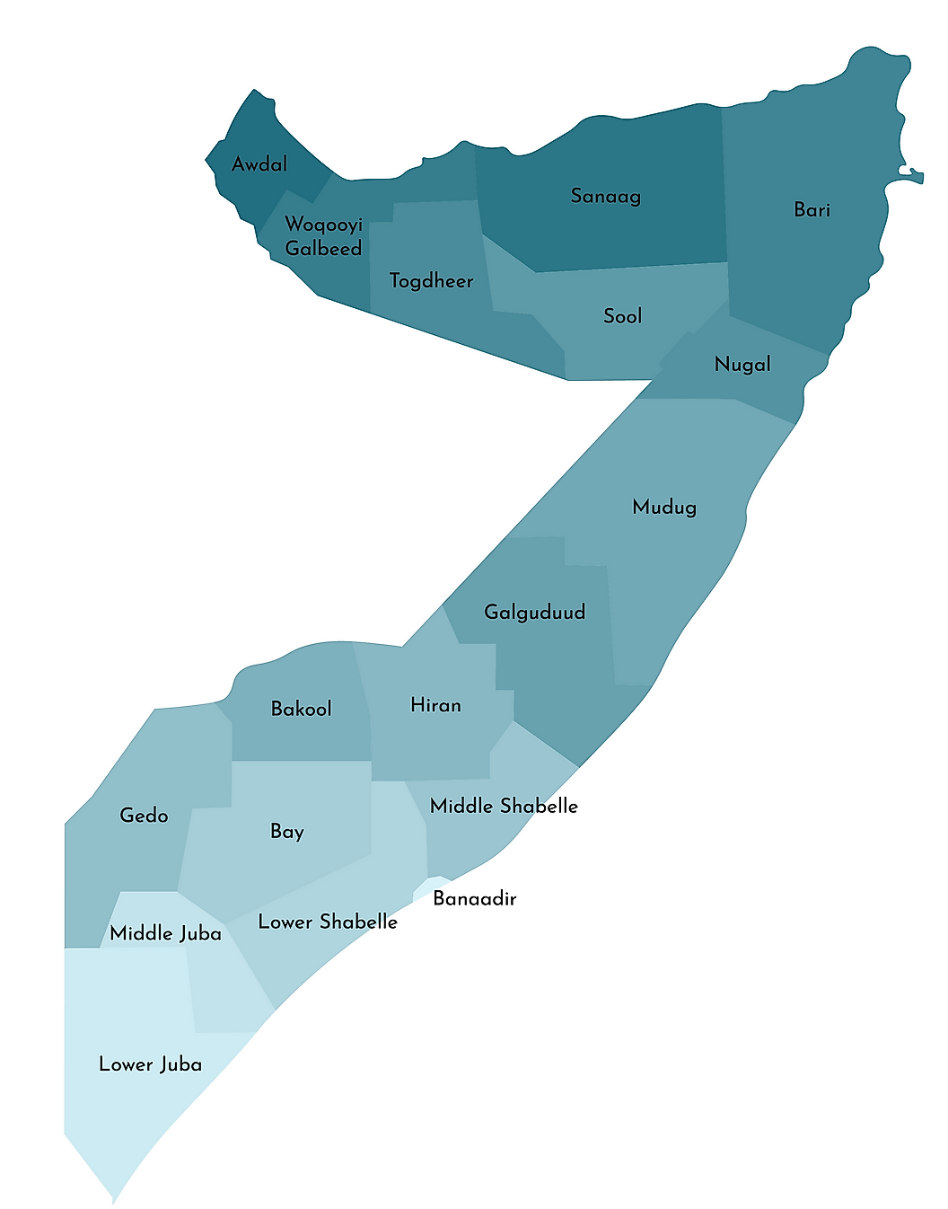 Awdal
Sanaag
Bari
Woqooyi
Galbeed
Togdheer
Sool
Nugal
Mudug
Galguduud
Hiran
Bakool
Middle Shabelle
Gedo
Bay
Banaadir
Lower Shabelle
Middle Juba
Lower Juba